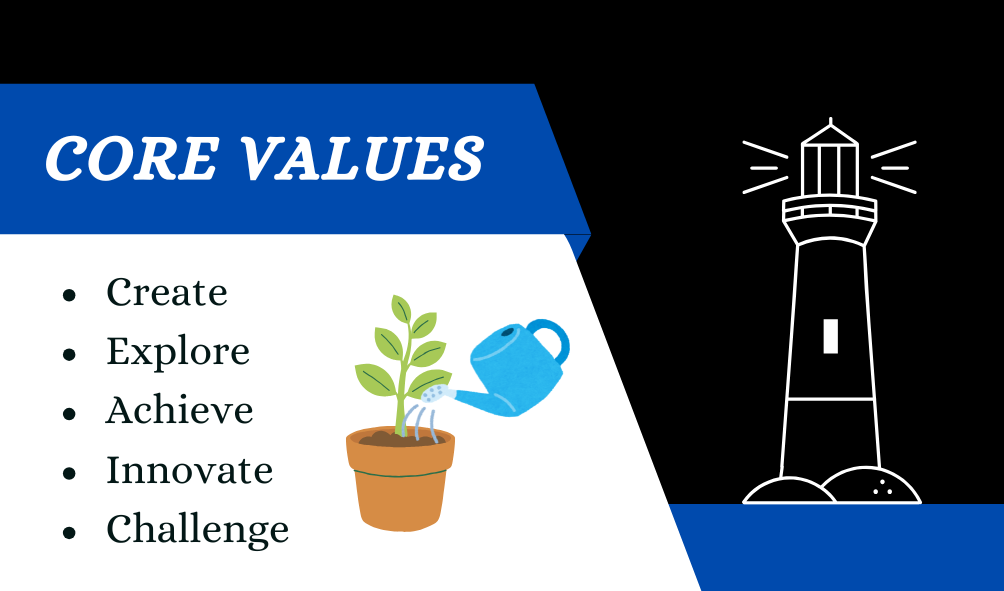 CORE VALUES
• Create
• Explore
• Achieve
• Innovate
• Challenge